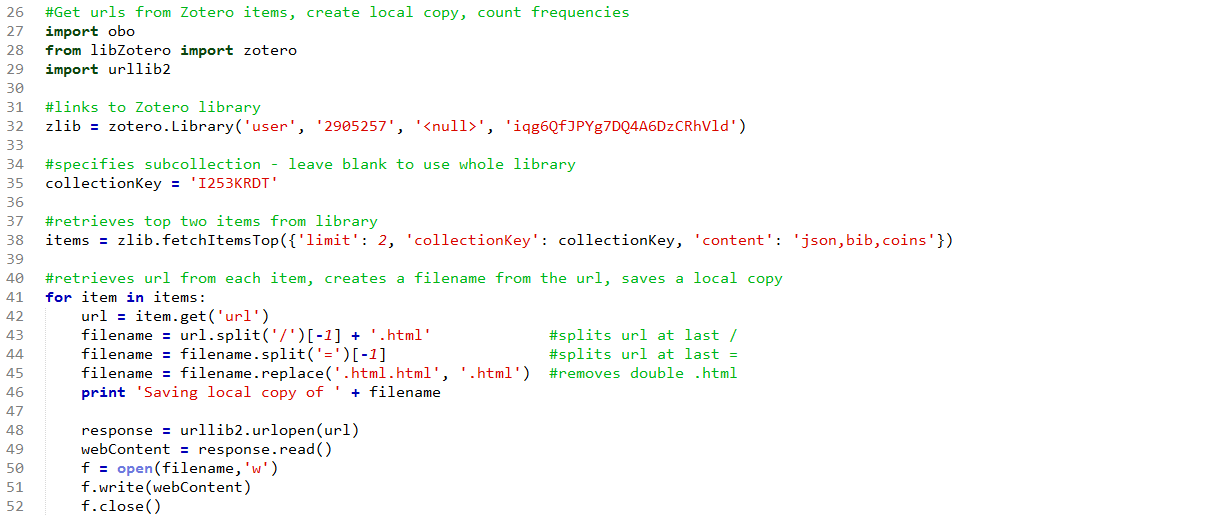 26 #Get urls from Zotero items, create local copy, count frequencies
27 import obo
28 from libZotero import zotero
29 import urllib2
30
31 #links to Zotero library
32 zlib = zotero.Library('user', '2905257', '<null>', 'iqg6QfJPYg7DQ4A6DzCRhVld')
33
34 #specifies subcollection - leave blank to use whole library
35 collectionKey = 'I253KRDT'
36
37 #retrieves top two items from library
38 items = zlib.fetchItemsTop({'limit': 2, 'collectionKey': collectionKey, 'content': 'json,bib,coins'})
39
40 #retrieves url from each item, creates a filename from the url, saves a local copy
41 for item in items:
42     url = item.get('url')
43     filename = url.split('/')[-1] + '.html'             #splits url at last /
44     filename = filename.split('=')[-1]                  #splits url at last =
45     filename = filename.replace('.html.html', '.html')  #removes double .html
46     print 'Saving local copy of ' + filename
47
48     response = urllib2.urlopen(url)
49     webContent = response.read()
50     f = open(filename,'w')
51     f.write(webContent)
52     f.close()